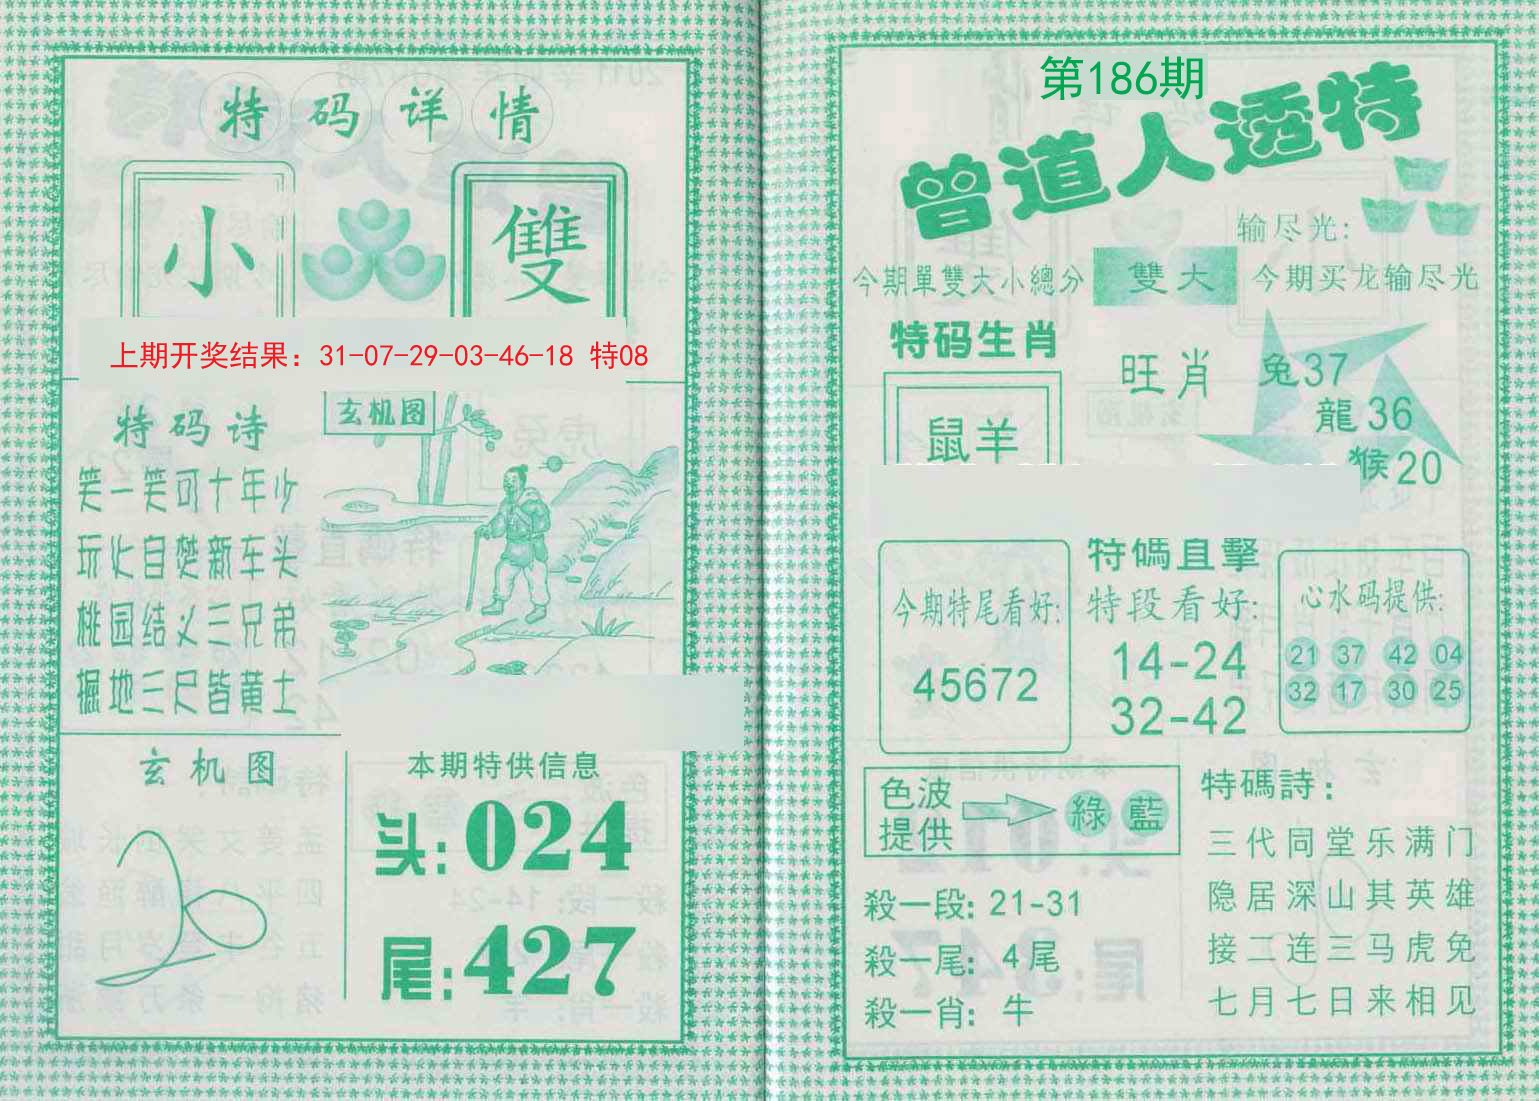 特码详情
小
雙
上期开奖结果：31-07-29-03-46-18 特08
特码诗
笑一笑可十年少
玩火自焚新车头
桃园结义三兄弟
掘地三尺皆黄土
玄机图
玄机图
本期特供信息
头:024
尾:427
第186期
曾道人透特
输尽光:
今期單雙大小總分
雙大
今期买龙输尽光
特码生肖
鼠羊
旺肖
兔37
龍36
猴20
今期特尾看好:
45672
特碼直擊
特段看好:
14-24
32-42
心水码提供:
21 37 42 04
32 17 30 25
色波
提供
綠 藍
殺一段: 21-31
殺一尾: 4尾
殺一肖: 牛
特碼詩:
三代同堂乐满门
隐居深山其英雄
接二连三马虎兔
七月七日来相见